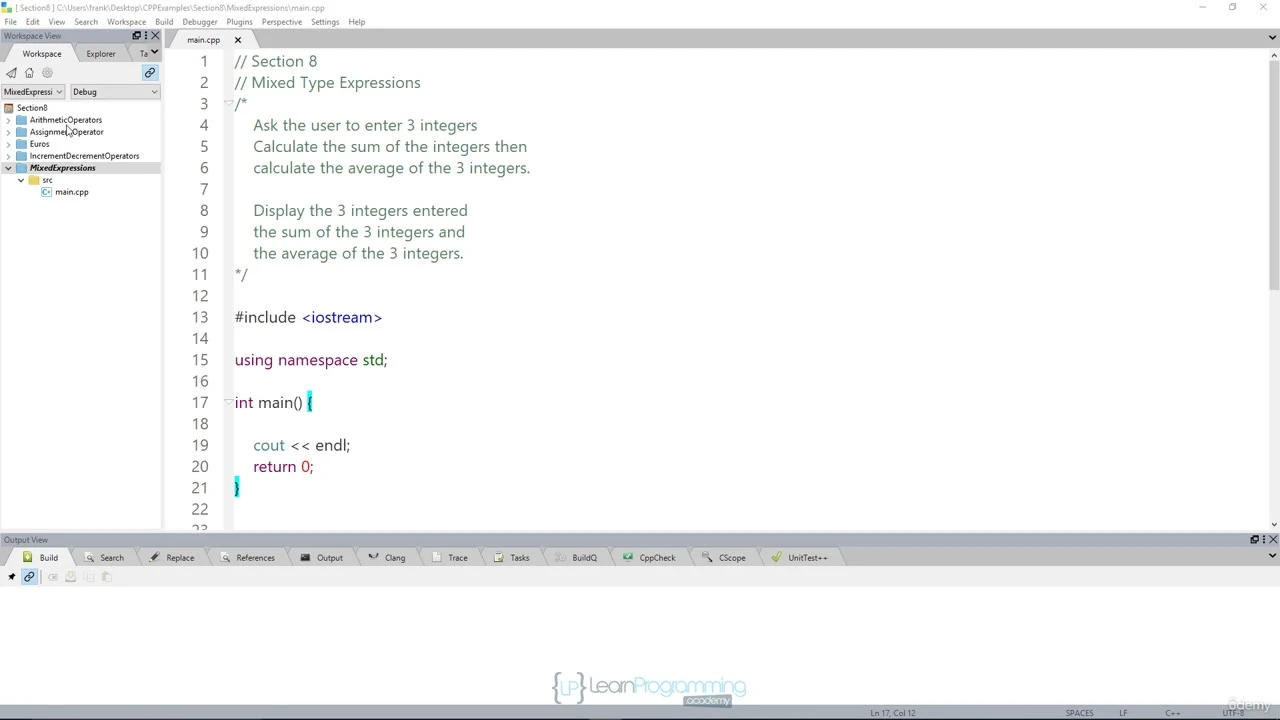 [ Section8 ] C:\Users\frank\Desktop\CPPExamples\Section8\MixedExpressions\main.cpp
File Edit View Search Workspace Build Debugger Plugins Perspective Settings Help
Workspace View
Workspace Explorer Ta
MixedExpressi Debug
Section8
ArithmeticOperators
AssignmentOperator
Euros
IncrementDecrementOperators
MixedExpressions
src
main.cpp
main.cpp
1 // Section 8
2 // Mixed Type Expressions
3 /*
4 Ask the user to enter 3 integers
5 Calculate the sum of the integers then
6 calculate the average of the 3 integers.
7
8 Display the 3 integers entered
9 the sum of the 3 integers and
10 the average of the 3 integers.
11 */
12
13 #include <iostream>
14
15 using namespace std;
16
17 int main() {
18
19 cout << endl;
20 return 0;
21 }
22
23
Output View
Build Search Replace References Output Clang Trace Tasks BuildQ CppCheck CScope UnitTest++
{LP} LearnProgramming
academy
Ln 17, Col 12 SPACES LF C++ UTF-8
ûdemy